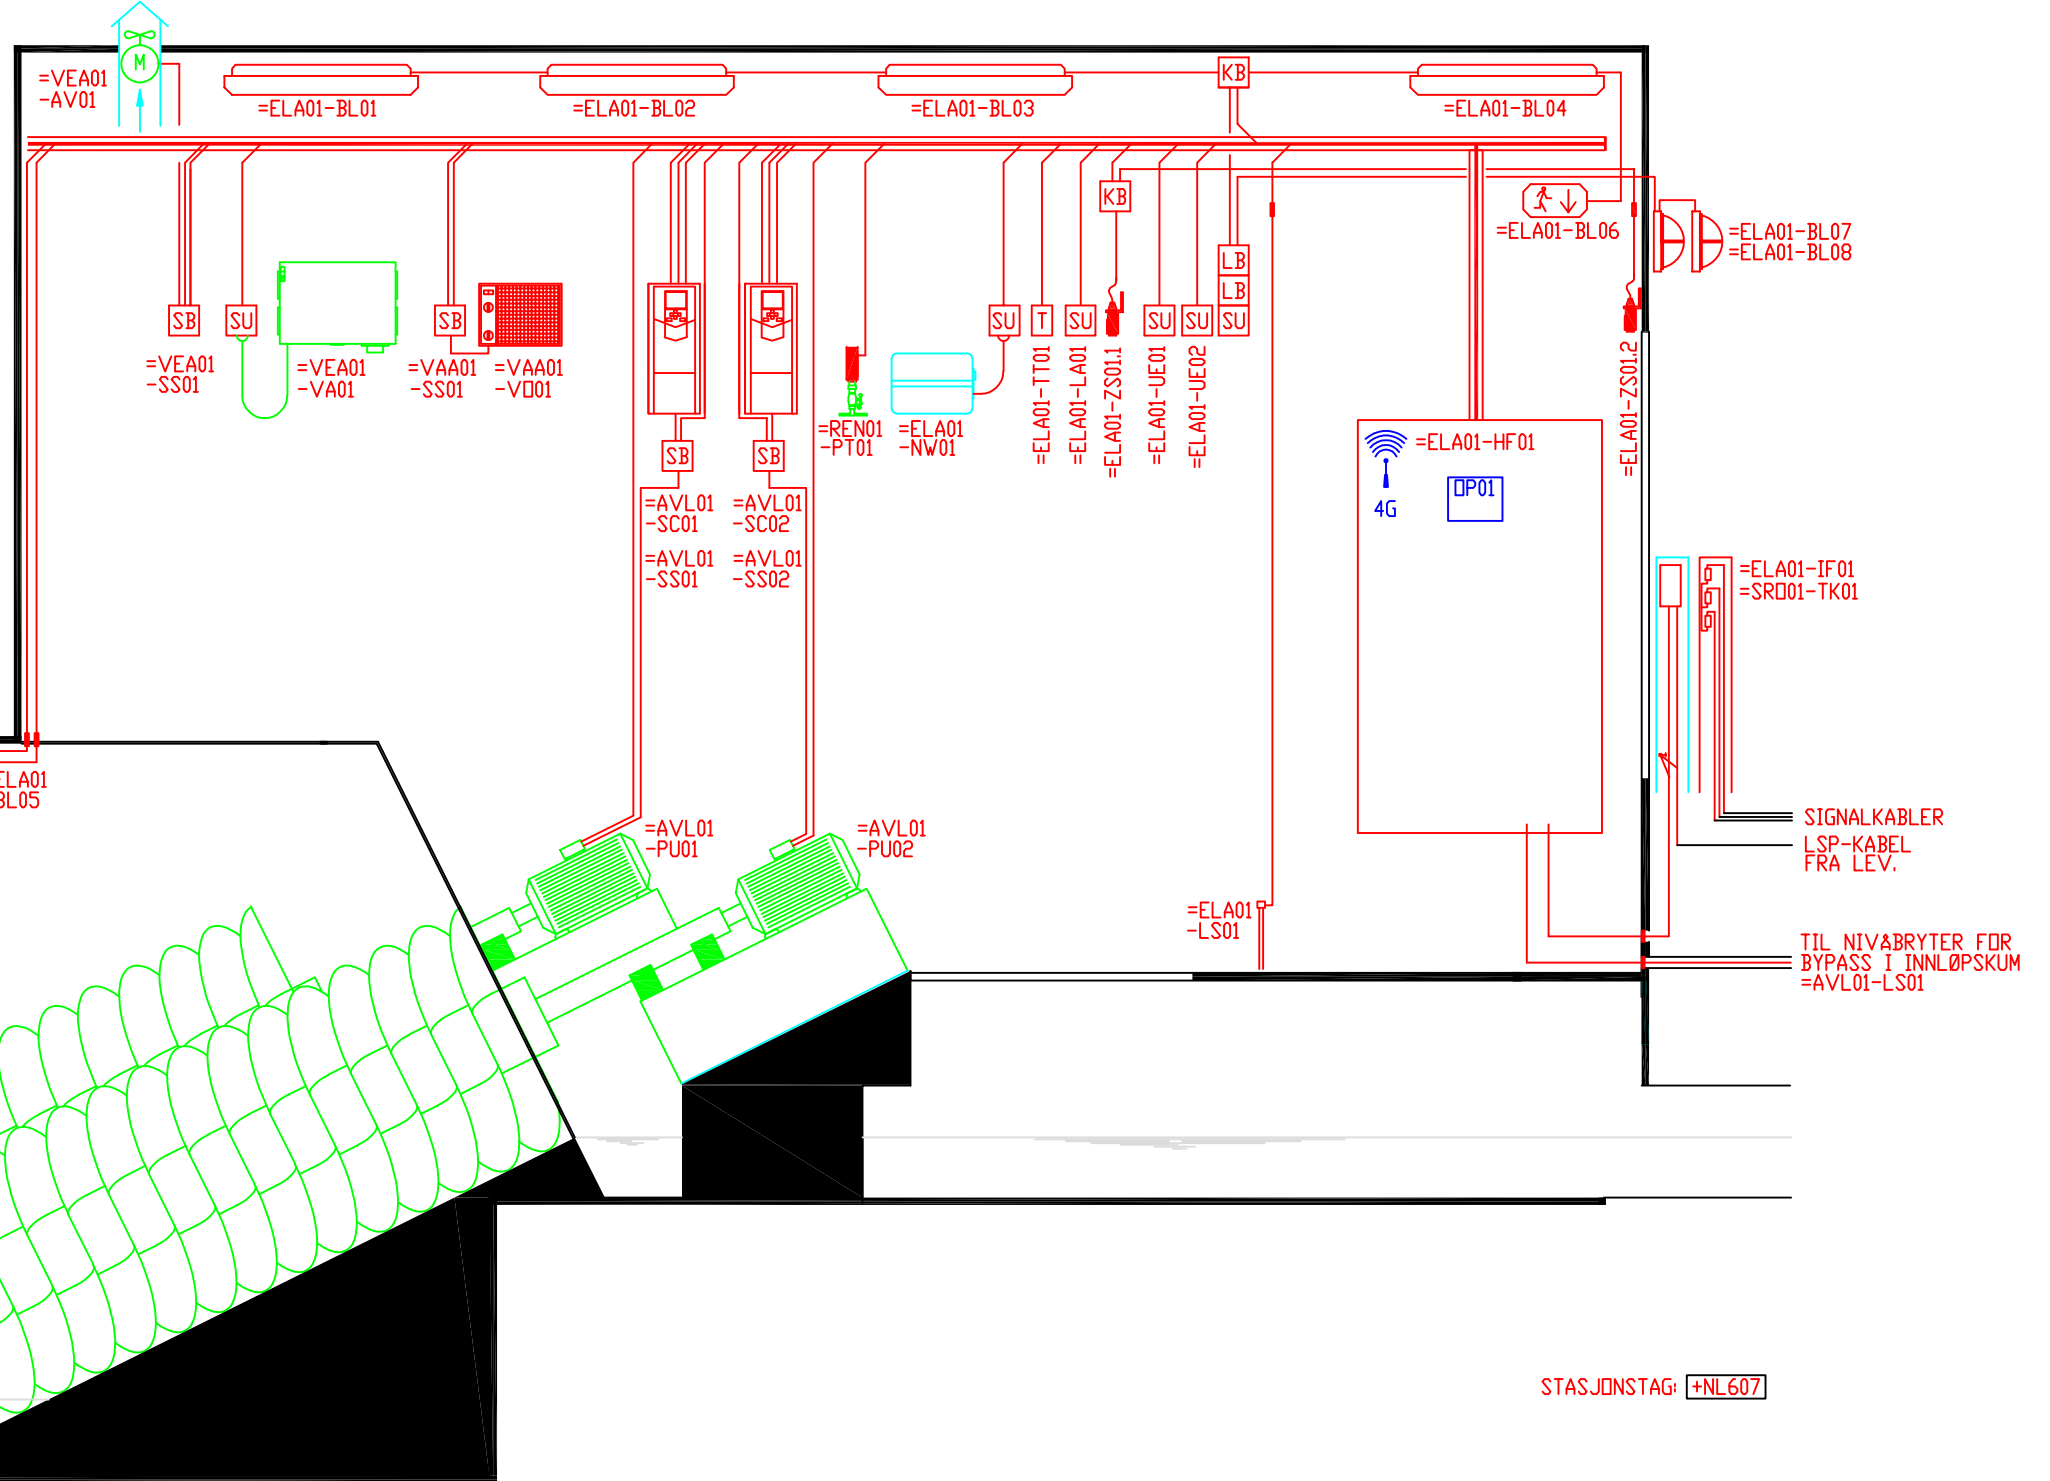 =VEA01
-AV01
M
=ELA01-BL01
=ELA01-BL02
=ELA01-BL03
KB
=ELA01-BL04
KB
=ELA01-BL06
=ELA01-BL07
=ELA01-BL08
LB
LB
SB
SU
SB
SU
T
SU
SU
SU
SU
=VEA01
-SS01
=VEA01
-VA01
=VAA01
-SS01
=VAA01
-VO01
=REN01
-PT01
=ELA01
-NW01
=ELA01-TT01
=ELA01-LA01
=ELA01-ZS01.1
=ELA01-UE01
=ELA01-UE02
=ELA01-ZS01.2
SB
SB
=ELA01-HF01
OP01
4G
=AVL01
-SC01
=AVL01
-SC02
=AVL01
-SS01
=AVL01
-SS02
=ELA01-IF01
=SRO01-TK01
ELA01
BL05
=AVL01
-PU01
=AVL01
-PU02
SIGNALKABLER
LSP-KABEL
FRA LEV.
=ELA01
-LS01
TIL NIVÅBRYTER FOR
BYPASS I INNLØPSKUM
=AVL01-LS01
STASJONSTAG: +NL607